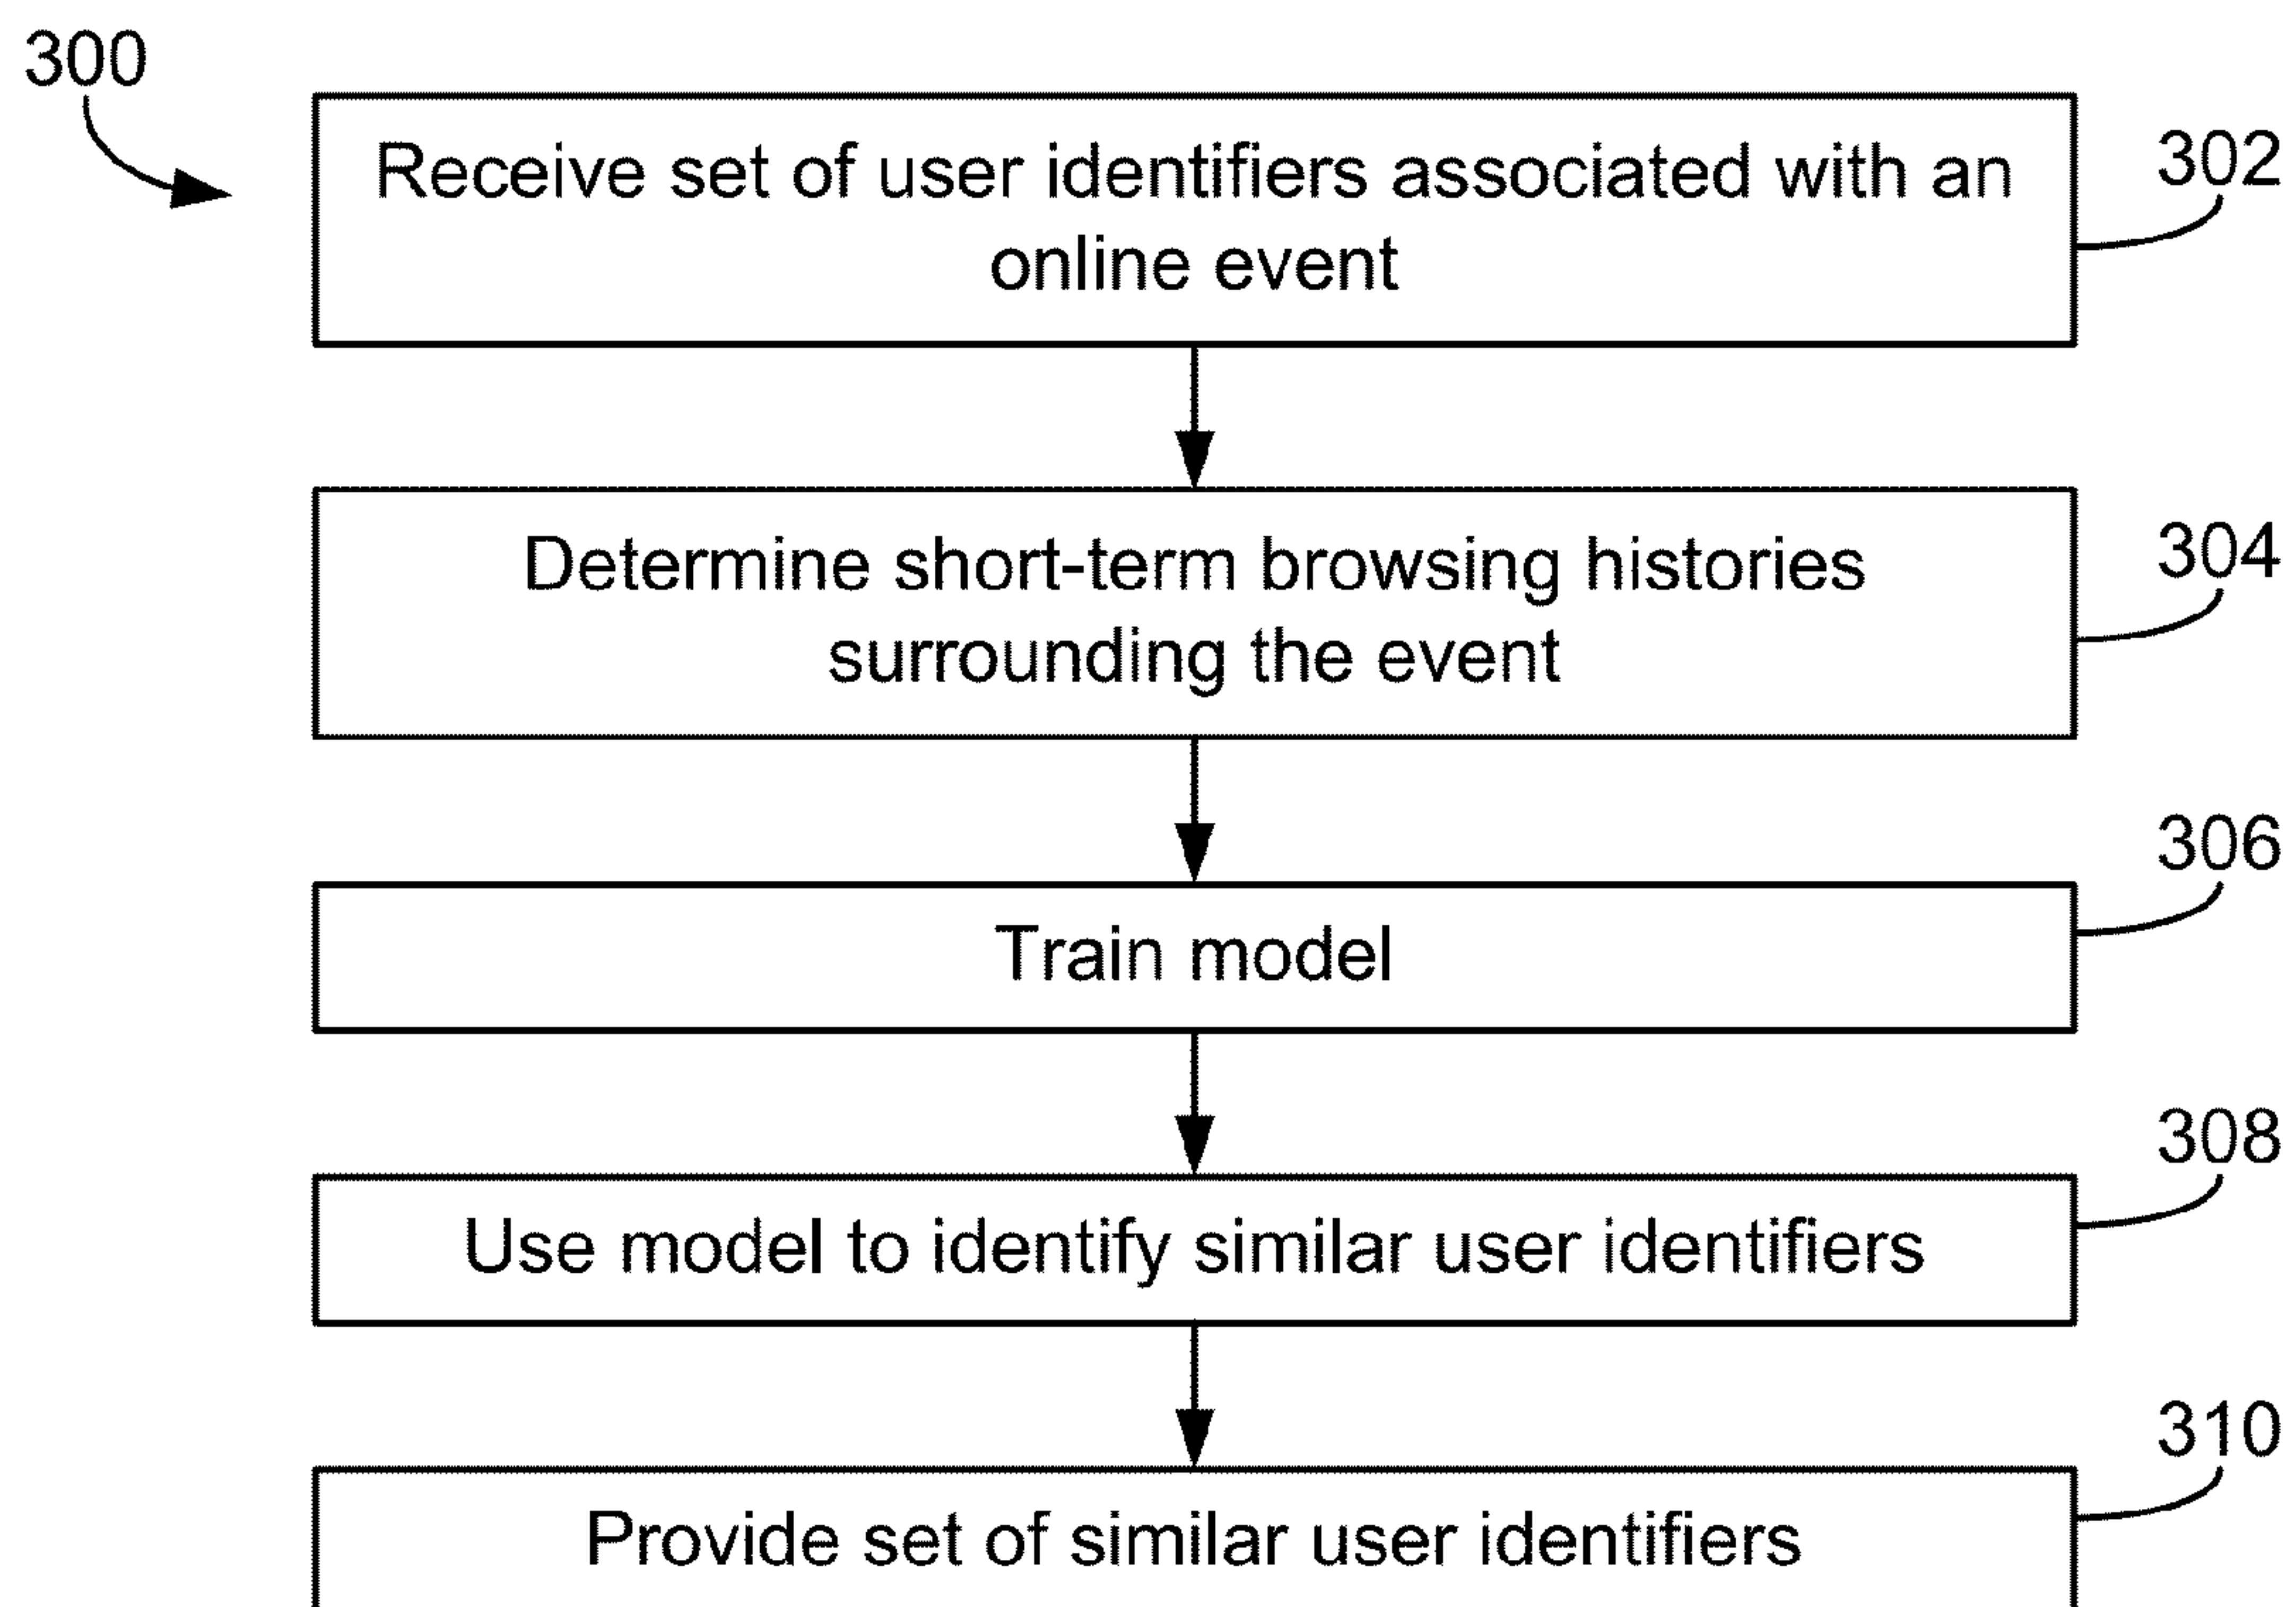 300
Receive set of user identifiers associated with an
online event
302
Determine short-term browsing histories
surrounding the event
304
Train model
306
Use model to identify similar user identifiers
308
Provide set of similar user identifiers
310